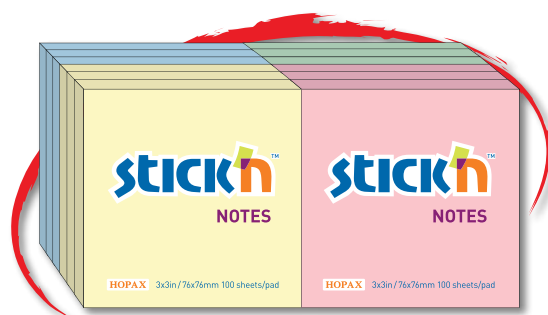 stick'n™
NOTES
HOPAX 3x3in/76x76mm 100 sheets/pad
stick'n™
NOTES
HOPAX 3x3in/76x76mm 100 sheets/pad